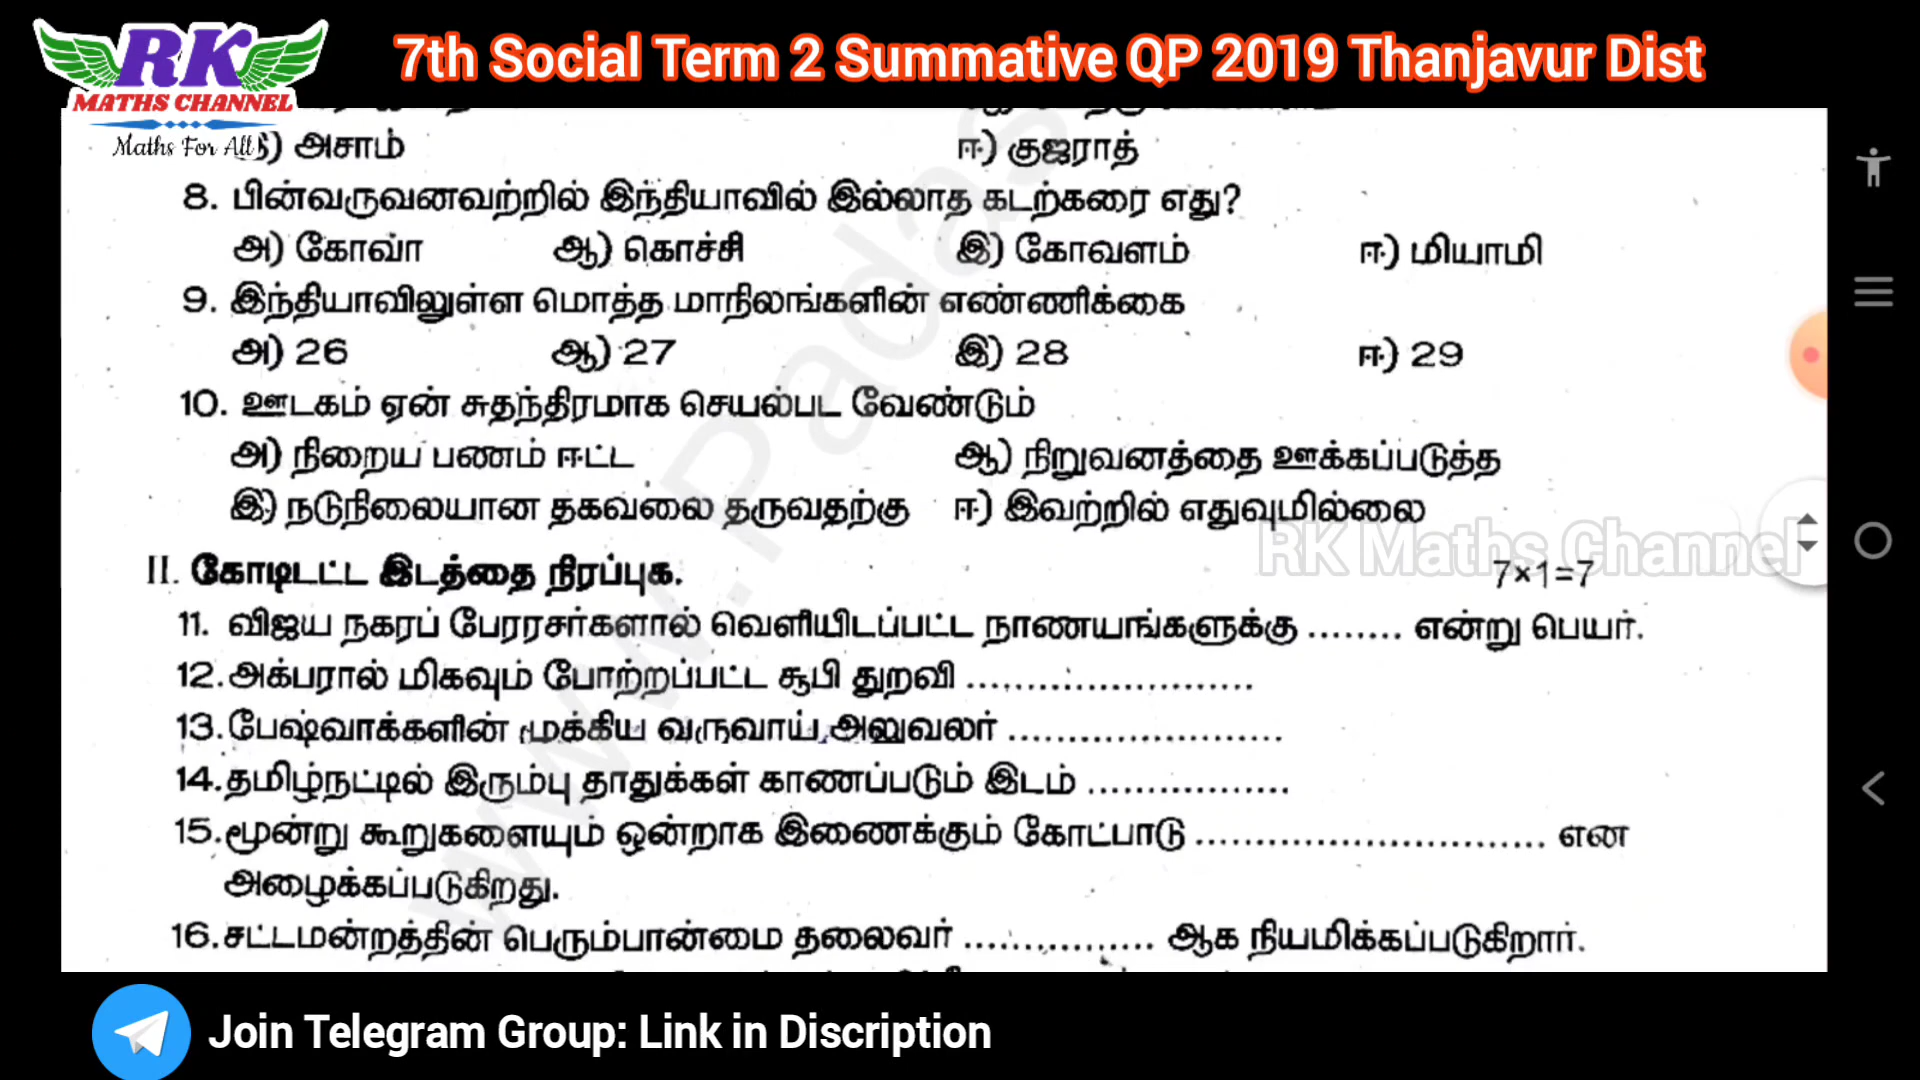 RK
MATHS CHANNEL
Maths For All
7th Social Term 2 Summative QP 2019 Thanjavur Dist
அசாம் ஈ) குஜராத்
8. பின்வருவனவற்றில் இந்தியாவில் இல்லாத கடற்கரை எது?
அ) கோவா ஆ) கொச்சி இ) கோவளம் ஈ) மியாமி
9. இந்தியாவிலுள்ள மொத்த மாநிலங்களின் எண்ணிக்கை
அ) 26 ஆ) 27 இ) 28 ஈ) 29
10. ஊடகம் ஏன் சுதந்திரமாக செயல்பட வேண்டும்
அ) நிறைய பணம் ஈட்ட ஆ) நிறுவனத்தை ஊக்கப்படுத்த
இ) நடுநிலையான தகவலை தருவதற்கு ஈ) இவற்றில் எதுவுமில்லை
RK Maths Channel
II. கோடிடட்ட இடத்தை நிரப்புக. 7×1=7
11. விஜய நகரப் பேரரசர்களால் வெளியிடப்பட்ட நாணயங்களுக்கு ........ என்று பெயர்.
12. அக்பரால் மிகவும் போற்றப்பட்ட சூபி துறவி ........................
13. பேஷ்வாக்களின் முக்கிய வருவாய் அலுவலர் .......................
14. தமிழ்நட்டில் இரும்பு தாதுக்கள் காணப்படும் இடம் .................
15. மூன்று கூறுகளையும் ஒன்றாக இணைக்கும் கோட்பாடு ............................. என
அழைக்கப்படுகிறது.
16. சட்டமன்றத்தின் பெரும்பான்மை தலைவர் ................ ஆக நியமிக்கப்படுகிறார்.
Join Telegram Group: Link in Discription